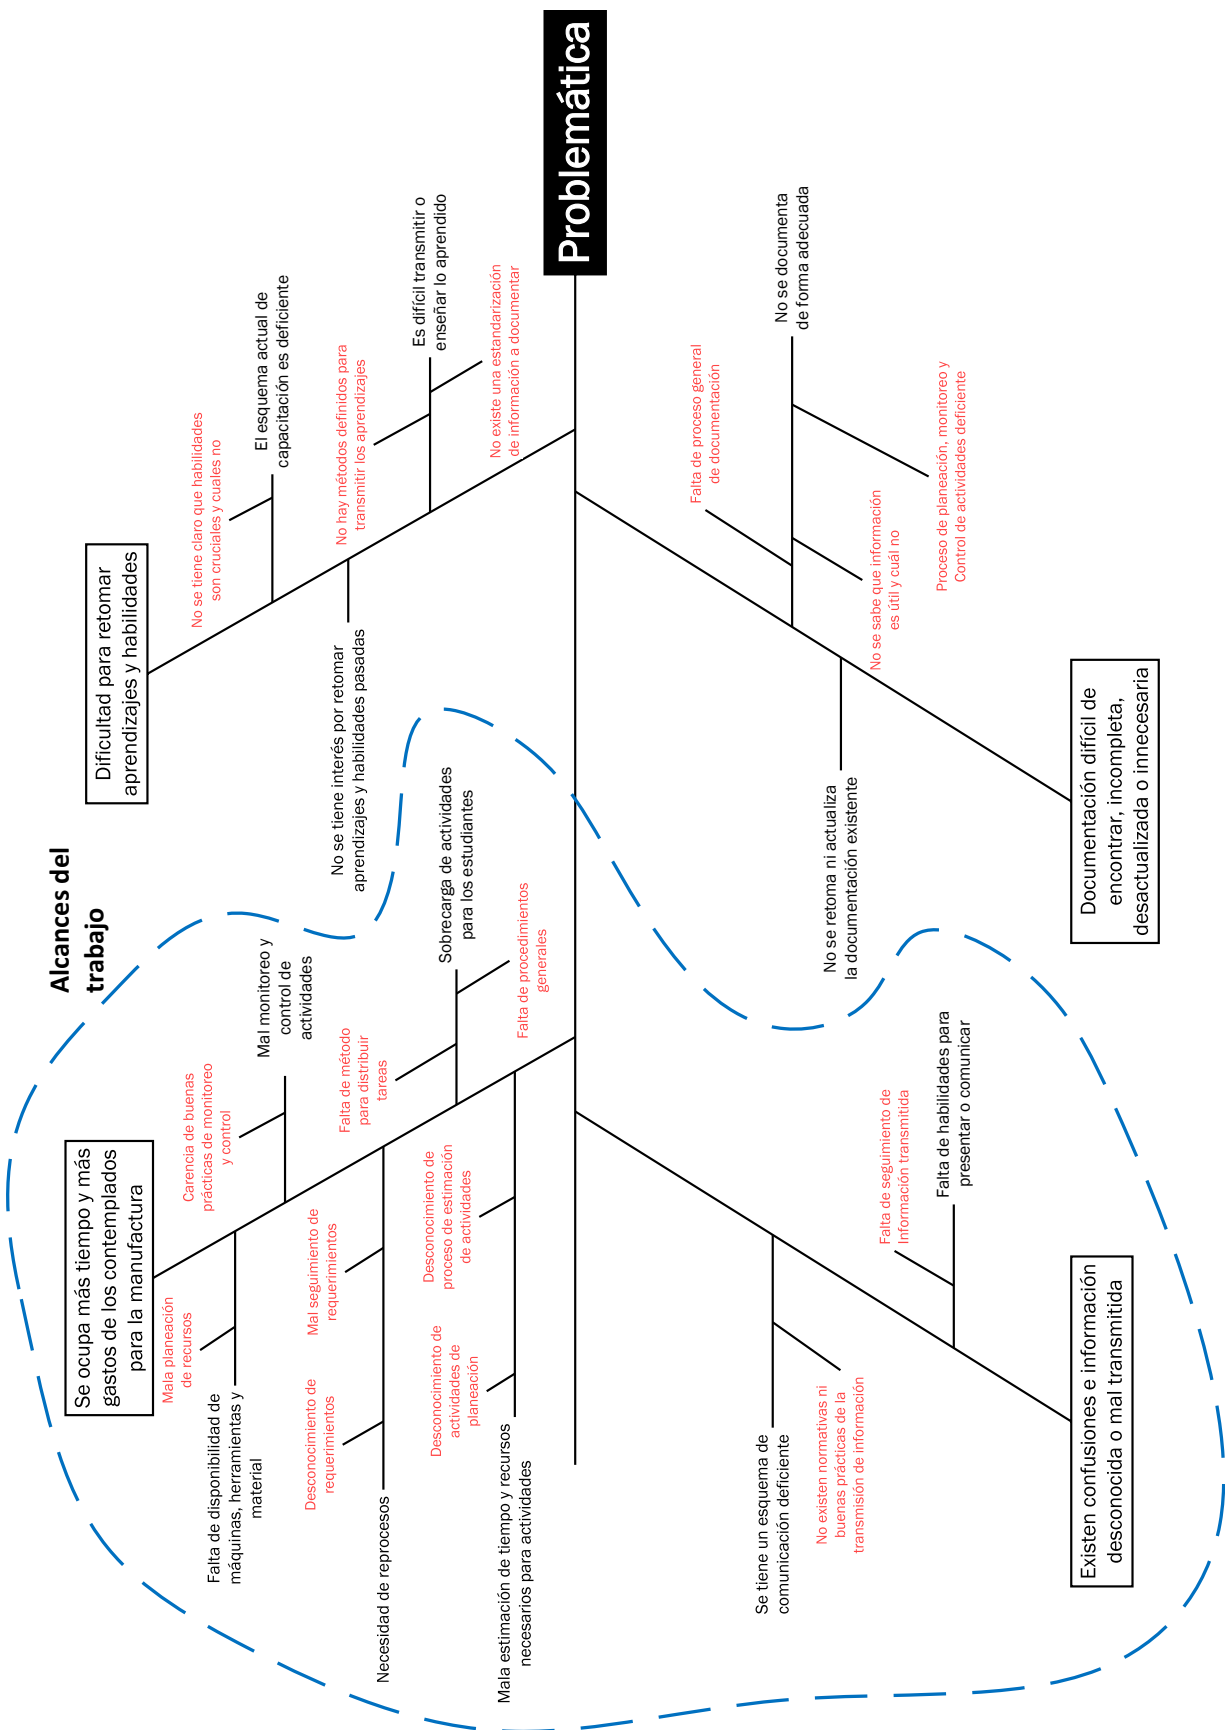 Alcances del
trabajo
Se ocupa más tiempo y más
gastos de los contemplados
para la manufactura
Mala planeación
de recursos
Falta de disponibilidad de
máquinas, herramientas y
material
Carencia de buenas
prácticas de monitoreo
y control
Mal monitoreo y
control de
actividades
Desconocimiento de
requerimientos
Mal seguimiento de
requerimientos
Necesidad de reprocesos
Falta de método
para distribuir
tareas
Sobrecarga de actividades
para los estudiantes
Falta de procedimientos
generales
Desconocimiento de
actividades de
planeación
Desconocimiento de
proceso de estimación
de actividades
Mala estimación de tiempo y recursos
necesarios para actividades
Dificultad para retomar
aprendizajes y habilidades
No se tiene claro que habilidades
son cruciales y cuales no
El esquema actual de
capacitación es deficiente
No se tiene interés por retomar
aprendizajes y habilidades pasadas
No hay métodos definidos para
transmitir los aprendizajes
Es difícil transmitir o
enseñar lo aprendido
No existe una estandarización
de información a documentar
Problemática
Se tiene un esquema de
comunicación deficiente
No existen normativas ni
buenas prácticas de la
transmisión de información
Falta de seguimiento de
Información transmitida
Falta de habilidades para
presentar o comunicar
Existen confusiones e información
desconocida o mal transmitida
Falta de proceso general
de documentación
No se documenta
de forma adecuada
No se sabe que información
es útil y cuál no
Proceso de planeación, monitoreo y
Control de actividades deficiente
No se retoma ni actualiza
la documentación existente
Documentación difícil de
encontrar, incompleta,
desactualizada o innecesaria